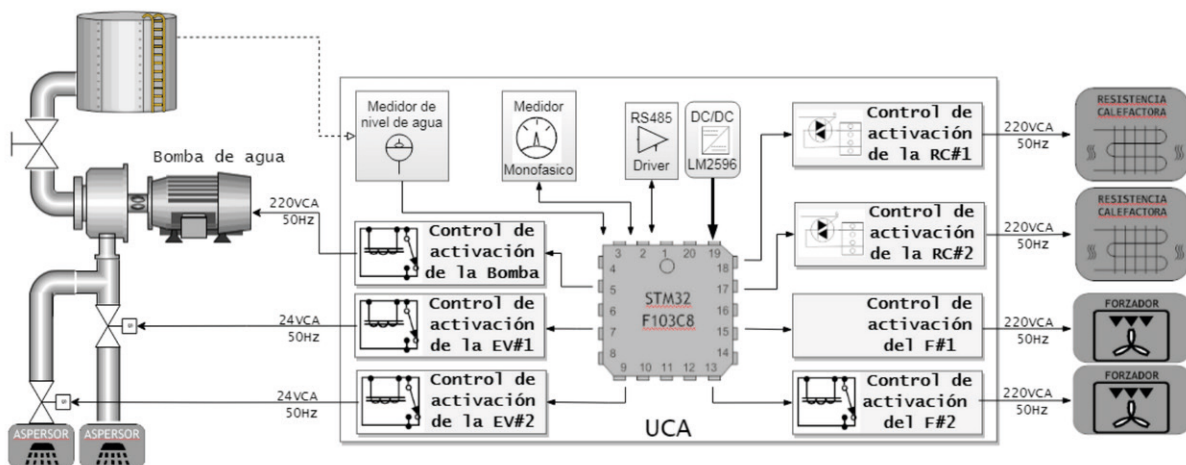 Medidor de
nivel de agua
Medidor
Monofasico
RS485
Driver
DC/DC
LM2596
Control de
activación
de la RC#1
220VCA
50Hz
RESISTENCIA
CALEFACTORA
Bomba de agua
220VCA
50Hz
Control de
activación
de la Bomba
Control de
activación
de la RC#2
220VCA
50Hz
RESISTENCIA
CALEFACTORA
3 2 1 20 19
4
5
6
7
8
18
17
16
15
14
9 10 11 12 13
STM32
F103C8
24VCA
50Hz
Control de
activación
de la EV#1
Control de
activación
del F#1
220VCA
50Hz
FORZADOR
S
24VCA
50Hz
Control de
activación
de la EV#2
Control de
activación
del F#2
220VCA
50Hz
FORZADOR
S
UCA
ASPERSOR
ASPERSOR